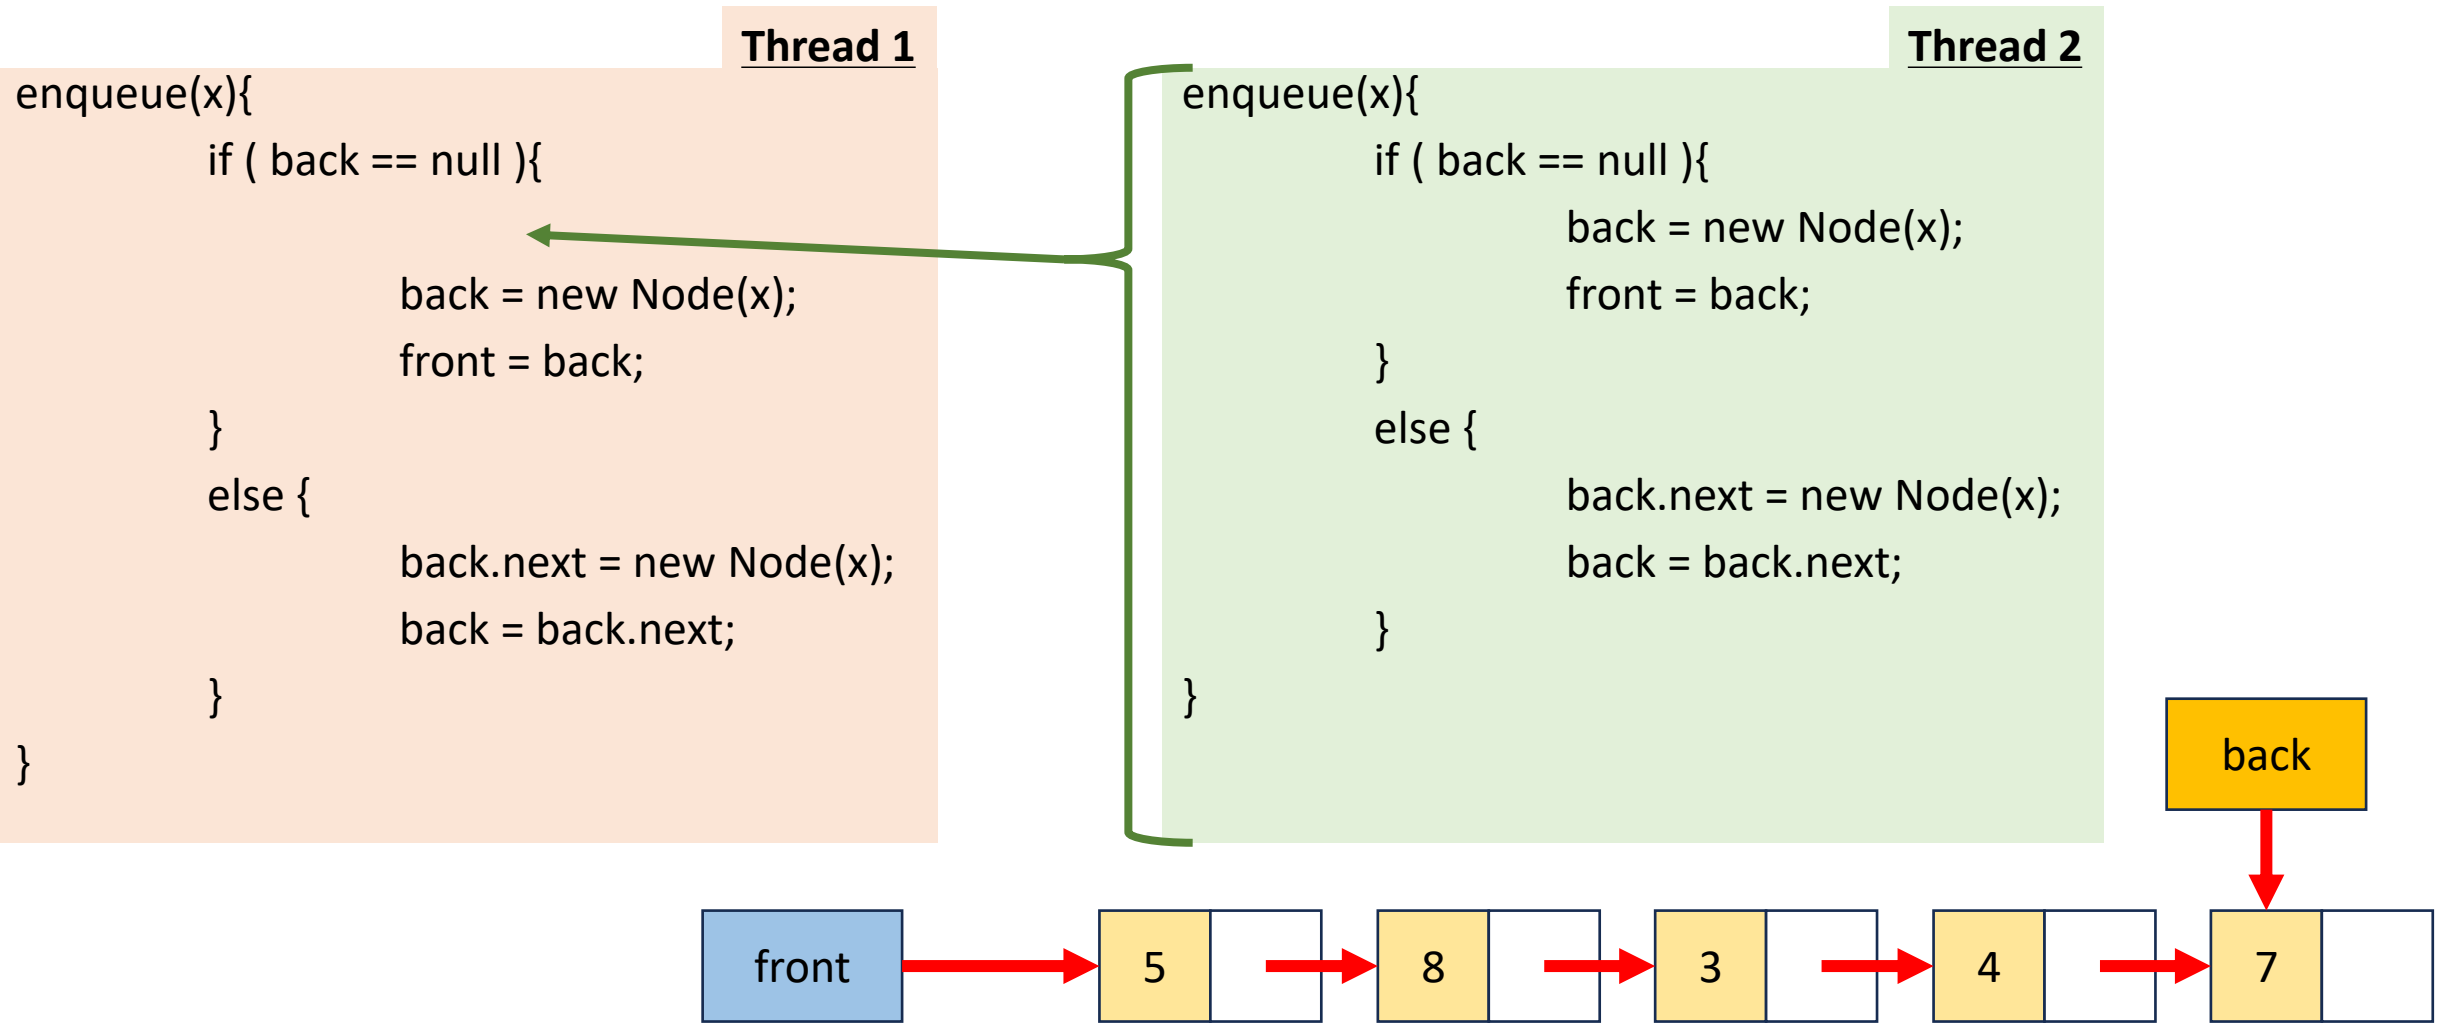 Thread 1
enqueue(x){
if ( back == null ){
back = new Node(x);
front = back;
}
else {
back.next = new Node(x);
back = back.next;
}
}
Thread 2
enqueue(x){
if ( back == null ){
back = new Node(x);
front = back;
}
else {
back.next = new Node(x);
back = back.next;
}
}
back
front
5
8
3
4
7